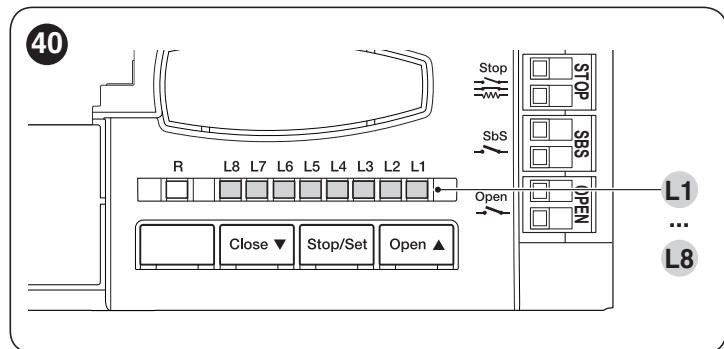 40
Stop
STOP
SbS
SBS
R L8 L7 L6 L5 L4 L3 L2 L1
Open
OPEN
L1
...
L8
Close ▼ Stop/Set Open ▲